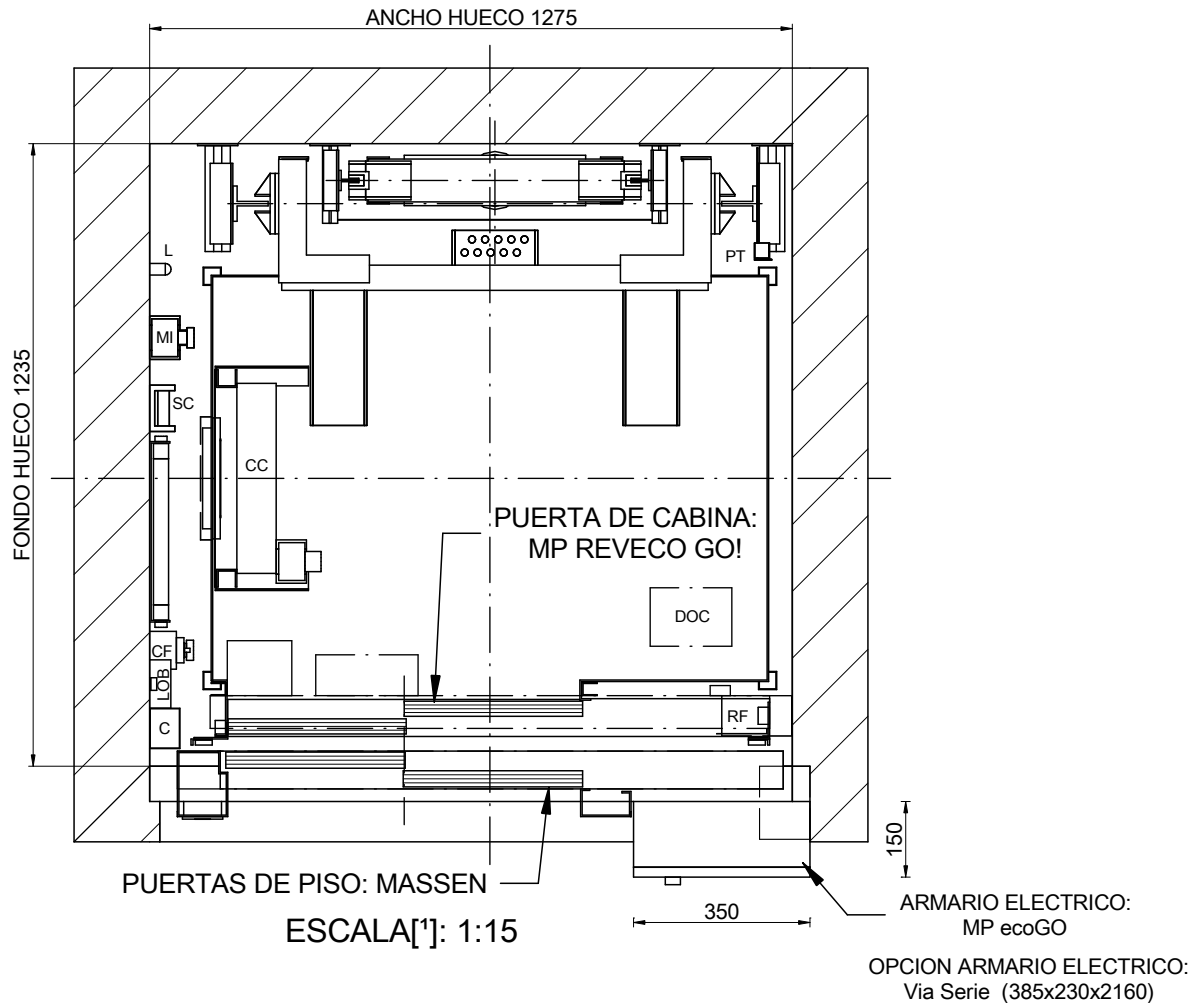 ANCHO HUECO 1275
FONDO HUECO 1235
L
PT
MI
SC
CC
PUERTA DE CABINA:
MP REVECO GO!
DOC
CF
LOB
C
RF
150
PUERTAS DE PISO: MASSEN
350
ESCALA[¹]: 1:15
ARMARIO ELECTRICO:
MP ecoGO
OPCION ARMARIO ELECTRICO:
Via Serie (385x230x2160)